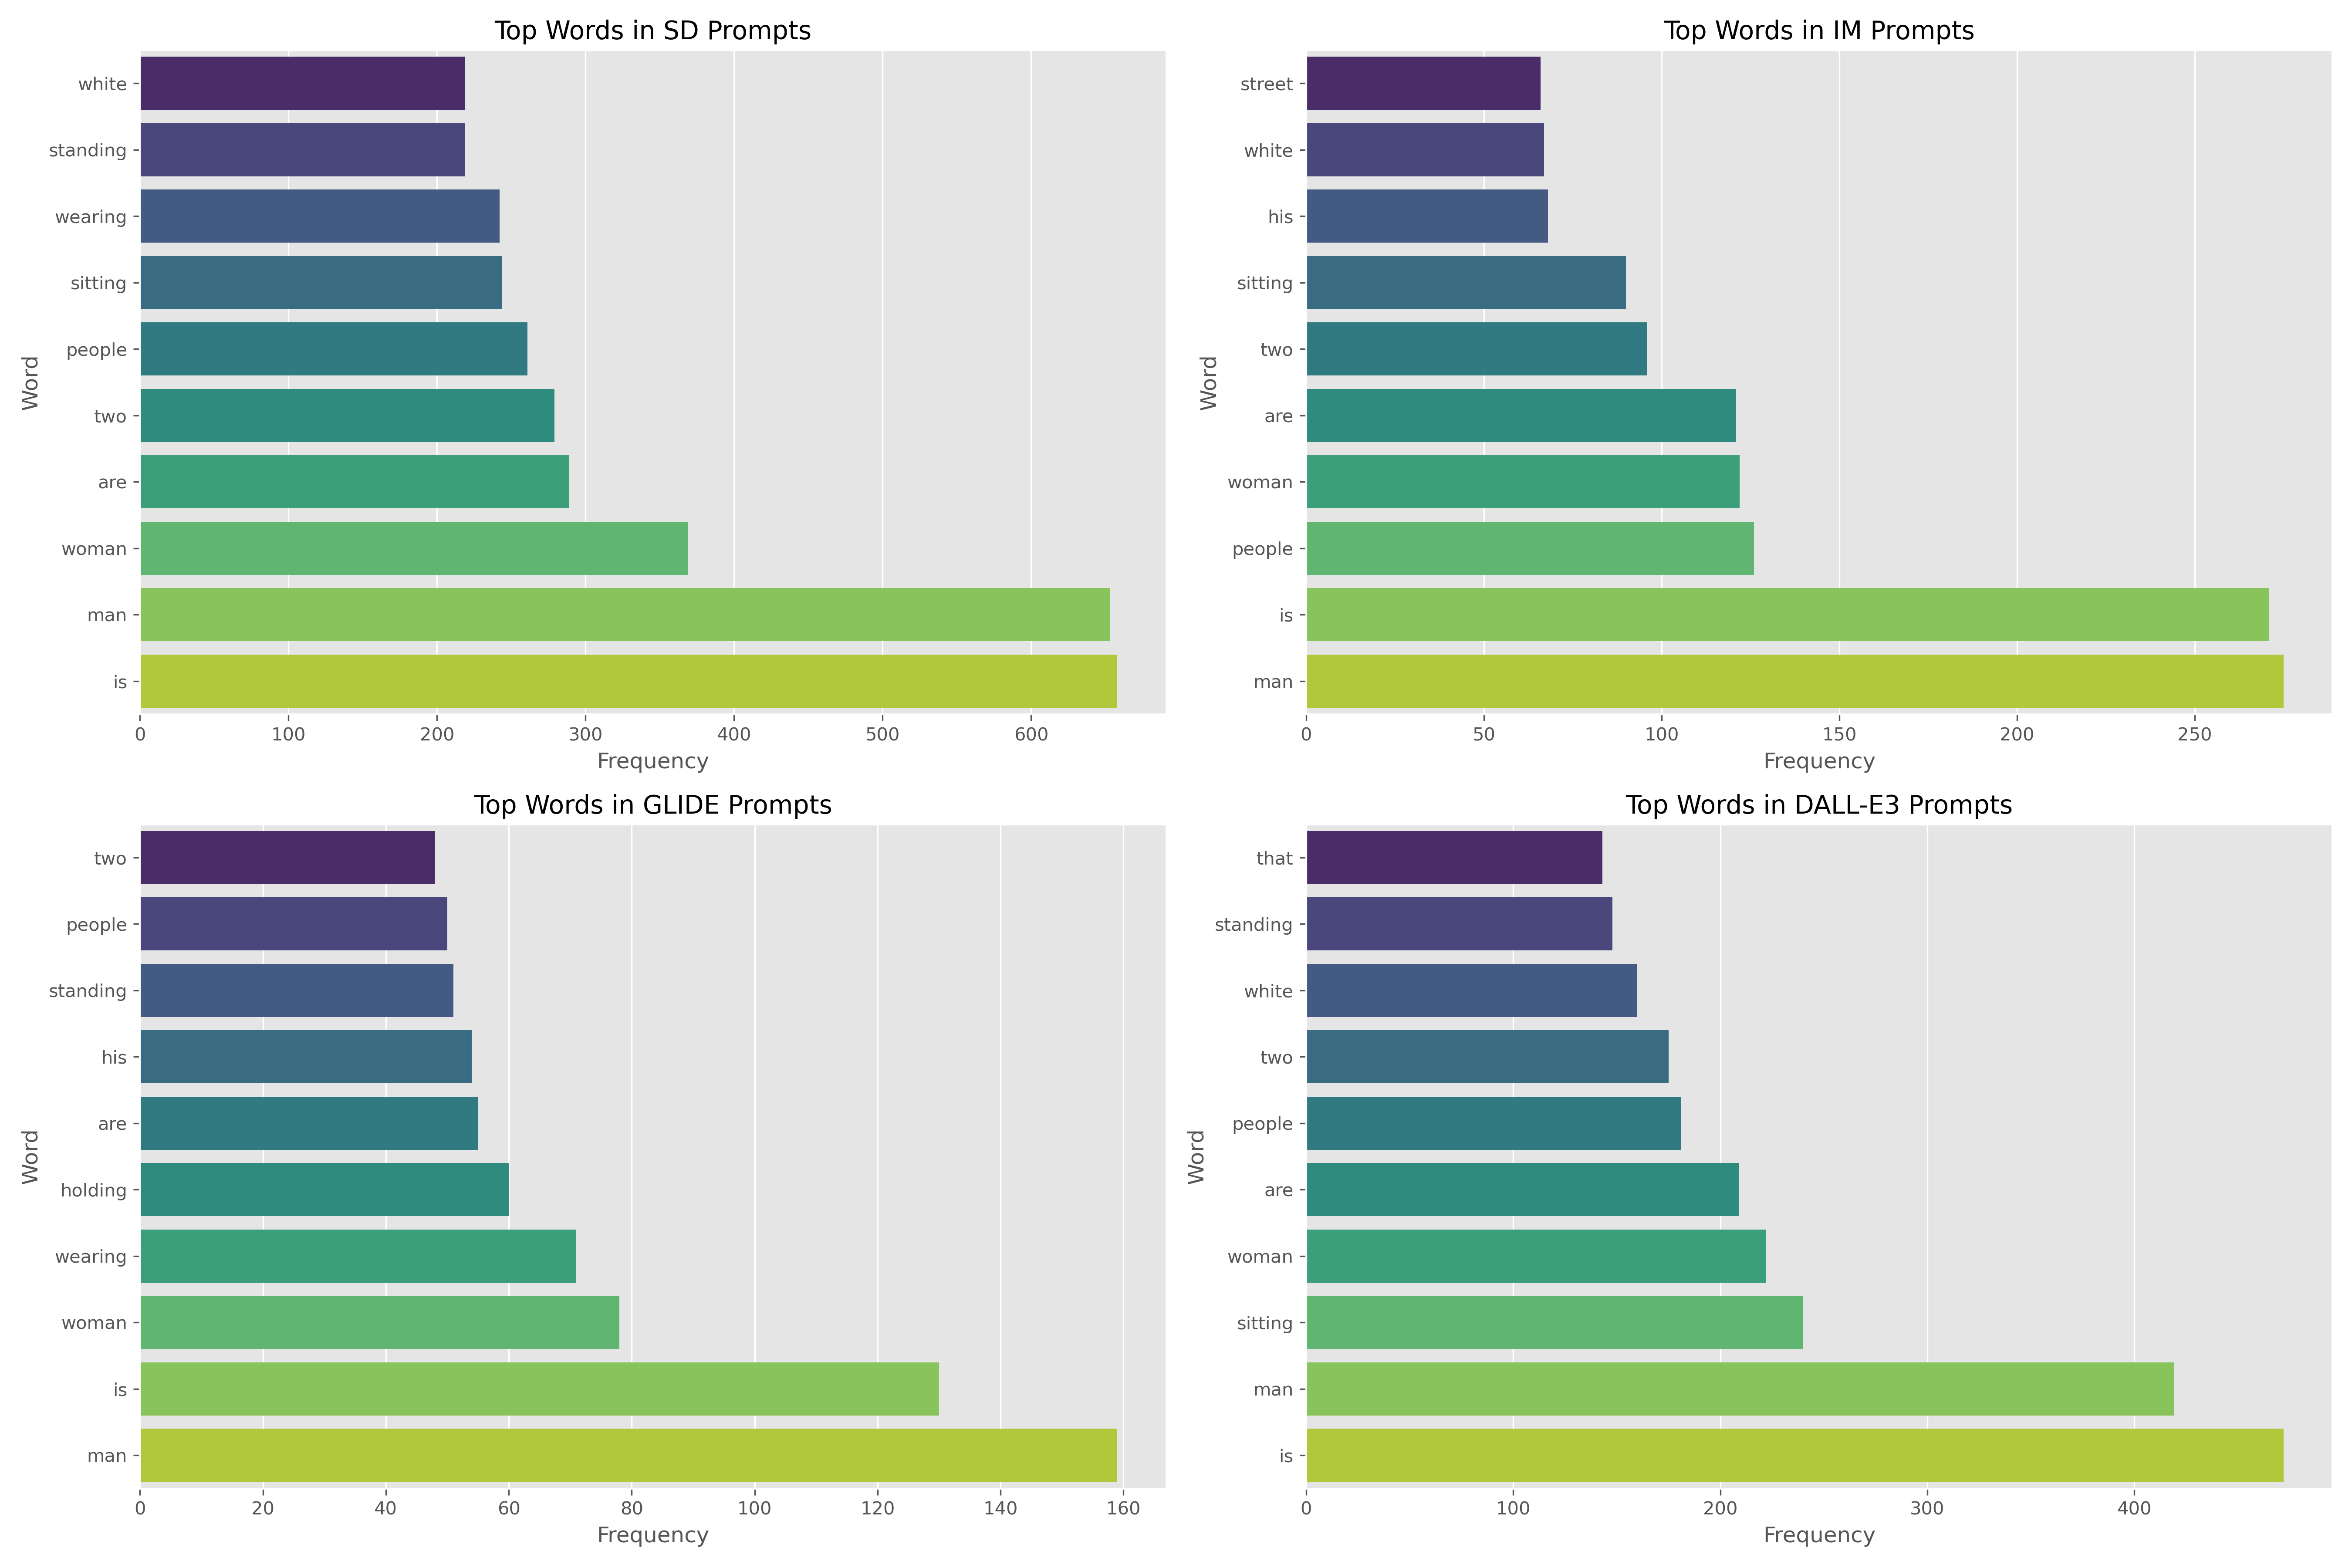 Top Words in SD Prompts
white
standing
wearing
sitting
people
two
are
woman
man
is
Word
0 100 200 300 400 500 600
Frequency
Top Words in IM Prompts
street
white
his
sitting
two
are
woman
people
is
man
Word
0 50 100 150 200 250
Frequency
Top Words in GLIDE Prompts
two
people
standing
his
are
holding
wearing
woman
is
man
Word
0 20 40 60 80 100 120 140 160
Frequency
Top Words in DALL-E3 Prompts
that
standing
white
two
people
are
woman
sitting
man
is
Word
0 100 200 300 400
Frequency